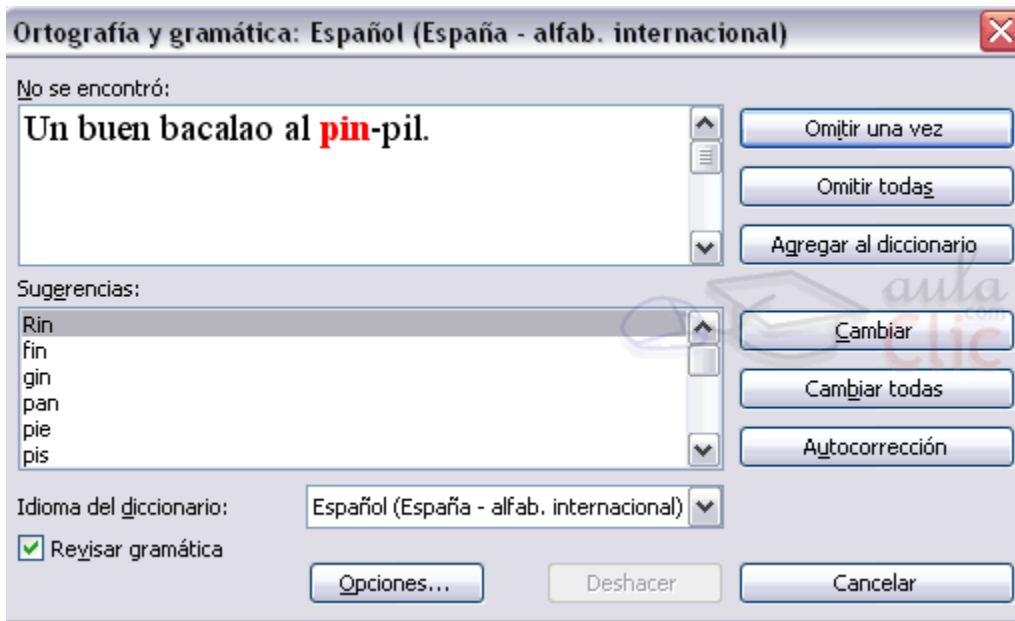 Ortografía y gramática: Español (España - alfab. internacional)
No se encontró:
Un buen bacalao al pin-pil.
Omitir una vez
Omitir todas
Agregar al diccionario
Sugerencias:
Rin
fin
gin
pan
pie
pis
aula
.com
Clic
Cambiar
Cambiar todas
Autocorrección
Idioma del diccionario:
Español (España - alfab. internacional)
Revisar gramática
Opciones...
Deshacer
Cancelar